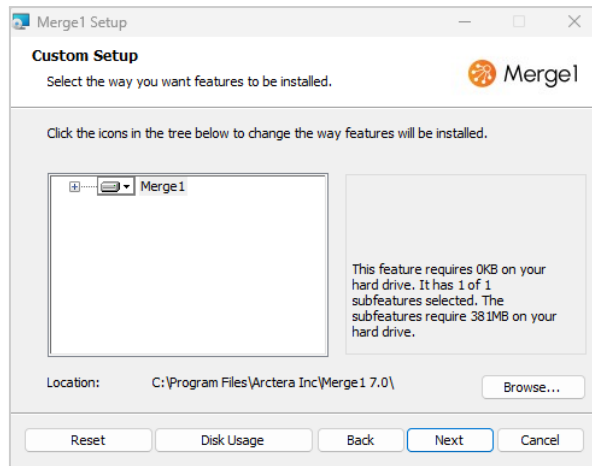 Merge1 Setup
Custom Setup
Select the way you want features to be installed.
Merge1
Click the icons in the tree below to change the way features will be installed.
Merge1
This feature requires 0KB on your
hard drive. It has 1 of 1
subfeatures selected. The
subfeatures require 381MB on your
hard drive.
Location: C:\Program Files\Arctera Inc\Merge1 7.0\
Browse...
Reset Disk Usage Back Next Cancel